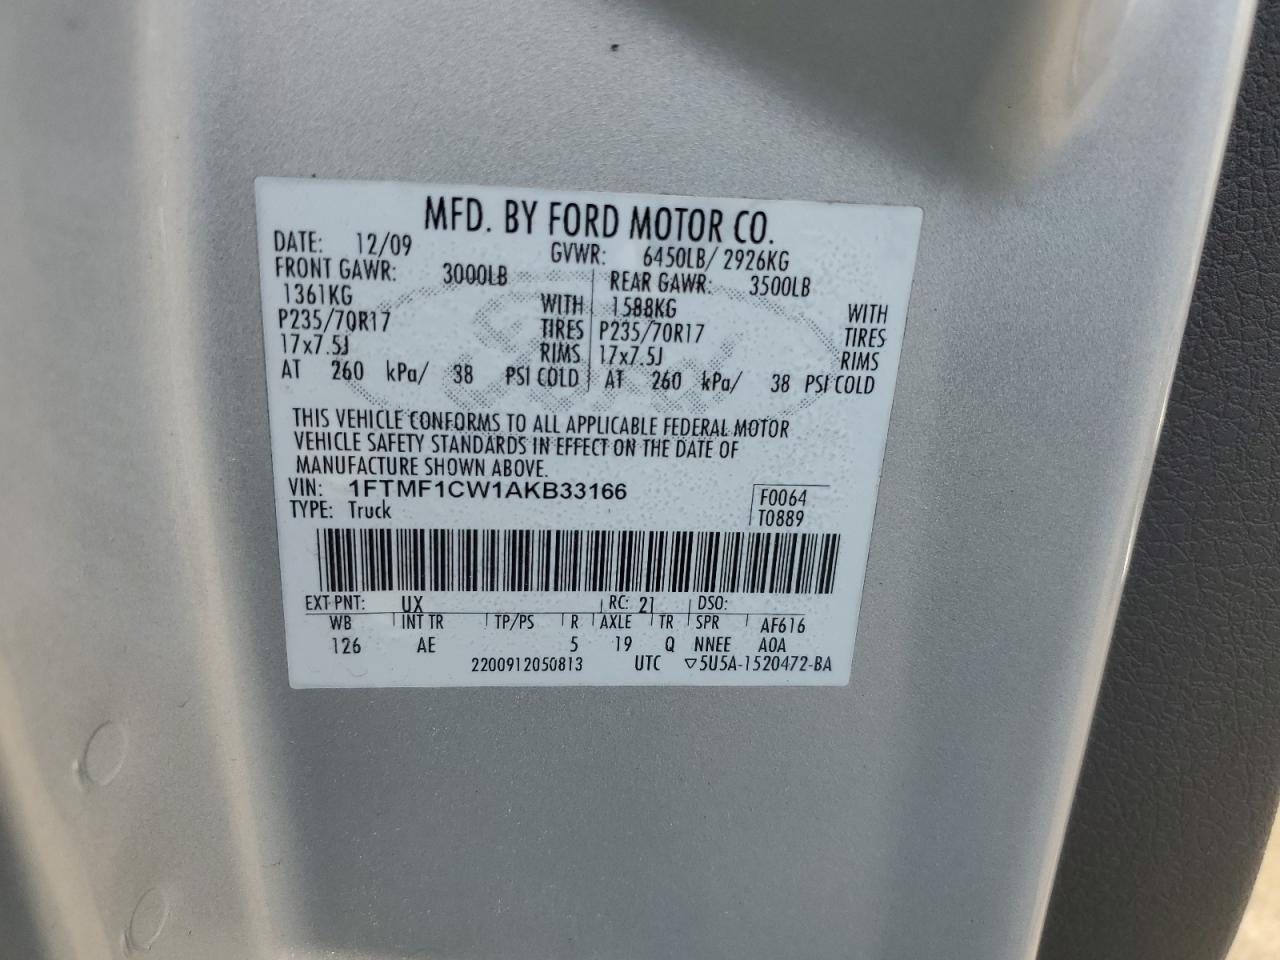 MFD. BY FORD MOTOR CO.
DATE: 12/09 GVWR: 6450LB/ 2926KG
FRONT GAWR: 3000LB REAR GAWR: 3500LB
1361KG WITH 1588KG WITH
P235/70R17 TIRES P235/70R17 TIRES
17x7.5J RIMS 17x7.5J RIMS
AT 260 kPa/ 38 PSI COLD AT 260 kPa/ 38 PSI COLD
THIS VEHICLE CONFORMS TO ALL APPLICABLE FEDERAL MOTOR
VEHICLE SAFETY STANDARDS IN EFFECT ON THE DATE OF
MANUFACTURE SHOWN ABOVE.
VIN: 1FTMF1CW1AKB33166 F0064
TYPE: Truck T0889
EXT PNT: UX RC: 21 DSO:
WB INT TR TP/PS R AXLE TR SPR AF616
126 AE 5 19 Q NNEE A0A
2200912050813 UTC ▽5U5A-1520472-BA